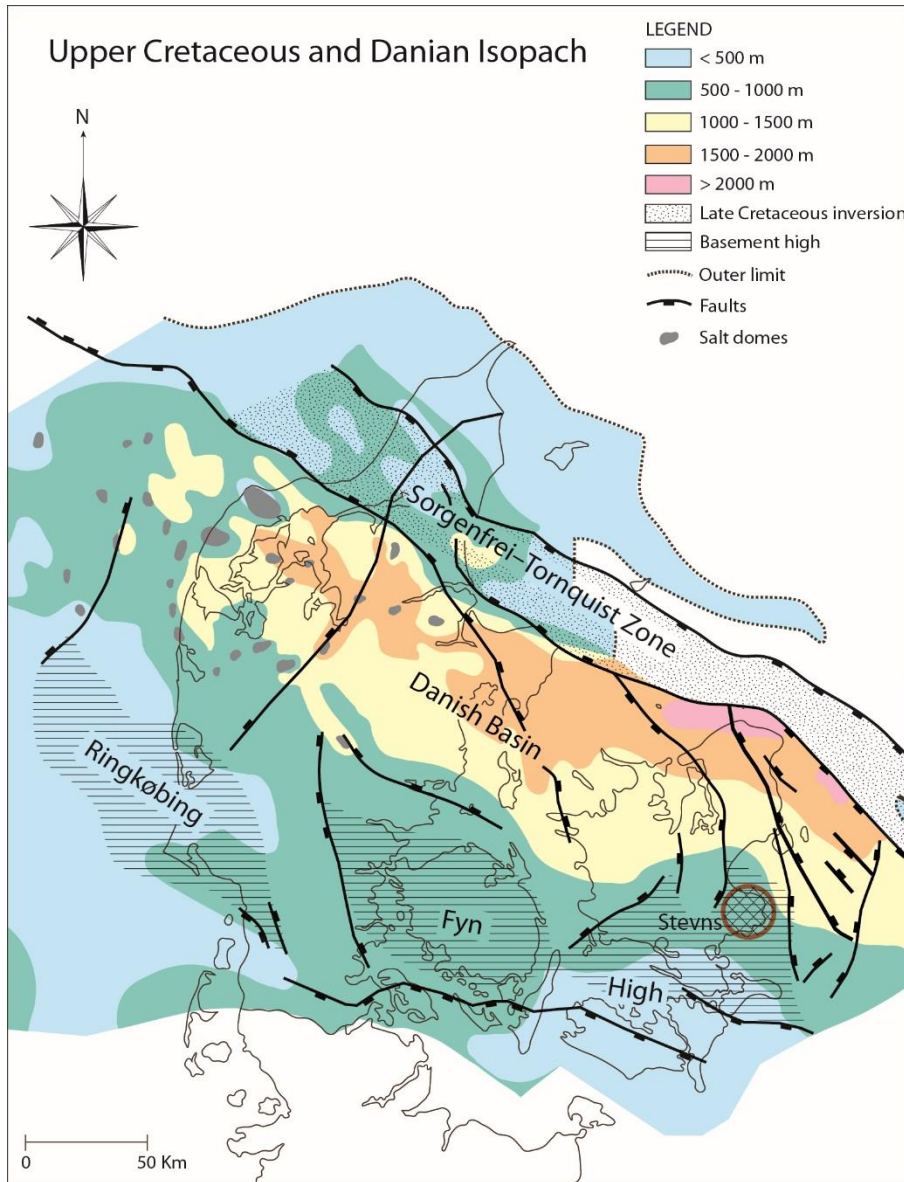 Upper Cretaceous and Danian Isopach
N
LEGEND
< 500 m
500 - 1000 m
1000 - 1500 m
1500 - 2000 m
> 2000 m
Late Cretaceous inversion
Basement high
Outer limit
Faults
Salt domes
Sorgenfrei–Tornquist Zone
Danish Basin
Ringkøbing
Fyn
Stevns
High
0 50 Km